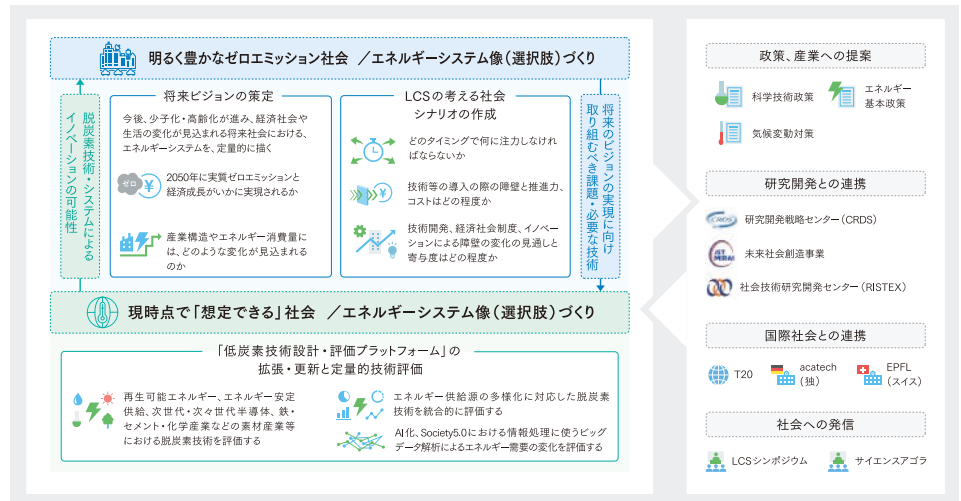 明るく豊かなゼロエミッション社会 ／エネルギーシステム像（選択肢）づくり
脱炭素技術・システムによる
イノベーションの可能性
将来ビジョンの策定
今後、少子化・高齢化が進み、経済社会や
生活の変化が見込まれる将来社会における、
エネルギーシステムを、定量的に描く
ゼロ
¥
2050年に実質ゼロエミッションと
経済成長がいかに実現されるか
産業構造やエネルギー消費量に
は、どのような変化が見込まれる
のか
LCSの考える社会
シナリオの作成
どのタイミングで何に注力しなけれ
ばならないか
¥
技術等の導入の際の障壁と推進力、
コストはどの程度か
技術開発、経済社会制度、イノベー
ションによる障壁の変化の見通しと
寄与度はどの程度か
将来のビジョンの実現に向け
取り組むべき課題・必要な技術
現時点で「想定できる」社会 ／エネルギーシステム像（選択肢）づくり
「低炭素技術設計・評価プラットフォーム」の
拡張・更新と定量的技術評価
再生可能エネルギー、エネルギー安定
供給、次世代・次々世代半導体、鉄・
セメント・化学産業などの素材産業等
における脱炭素技術を評価する
エネルギー供給源の多様化に対応した脱炭素
技術を統合的に評価する
AI化、Society5.0における情報処理に使うビッグ
データ解析によるエネルギー需要の変化を評価する
政策、産業への提案
科学技術政策
エネルギー
基本政策
気候変動対策
研究開発との連携
CRDS
研究開発戦略センター（CRDS）
JST
MIRAI
未来社会創造事業
社会技術研究開発センター（RISTEX）
国際社会との連携
T20
acatech
（独）
EPFL
（スイス）
社会への発信
LCSシンポジウム
サイエンスアゴラ